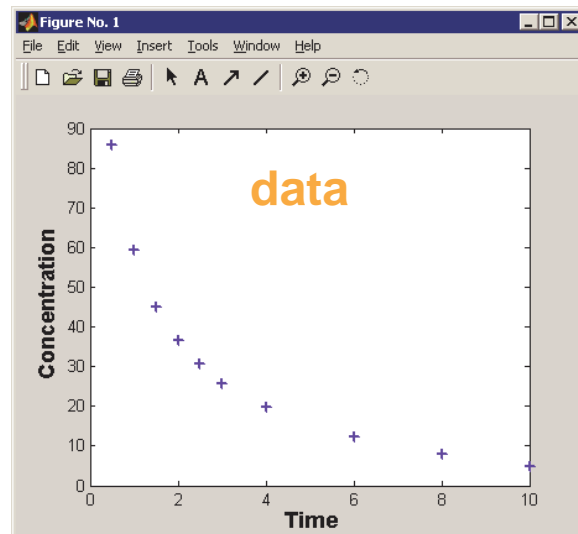 Figure No. 1
File Edit View Insert Tools Window Help
A
data
Concentration
90
80
70
60
50
40
30
20
10
0
0 2 4 6 8 10
Time